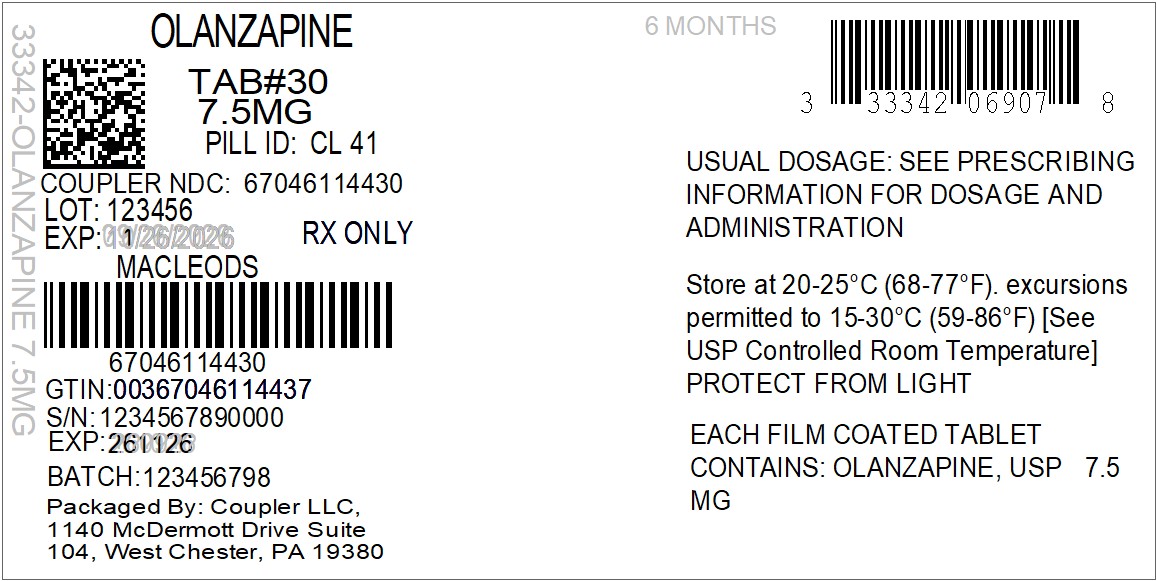 33342-OLANZAPINE 7.5MG
OLANZAPINE
TAB#30
7.5MG
PILL ID: CL 41
COUPLER NDC: 67046114430
LOT: 123456
EXP:
RX ONLY
MACLEODS
67046114430
GTIN:00367046114437
S/N: 1234567890000
EXP:
BATCH:123456798
Packaged By: Coupler LLC,
1140 McDermott Drive Suite
104, West Chester, PA 19380
6 MONTHS
3 33342 06907 8
USUAL DOSAGE: SEE PRESCRIBING
INFORMATION FOR DOSAGE AND
ADMINISTRATION
Store at 20-25°C (68-77°F). excursions
permitted to 15-30°C (59-86°F) [See
USP Controlled Room Temperature]
PROTECT FROM LIGHT
EACH FILM COATED TABLET
CONTAINS: OLANZAPINE, USP 7.5
MG